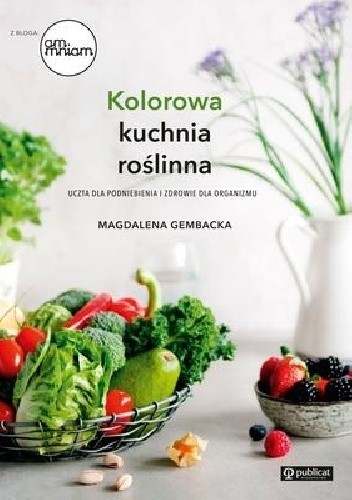 Z BLOGA:
am.
mniam
Kolorowa
kuchnia
roślinna
UCZTA DLA PODNIEBIENIA I ZDROWIE DLA ORGANIZMU
MAGDALENA GEMBACKA
publicat